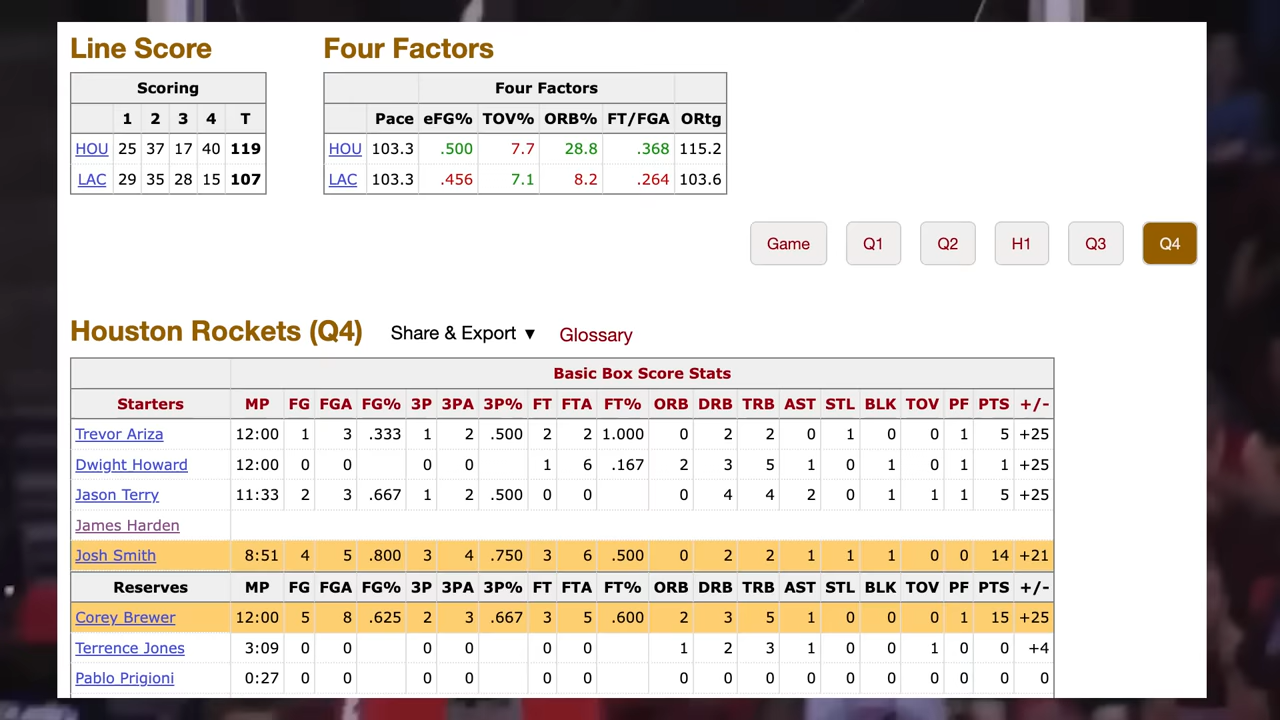 Line Score
Four Factors
Scoring
1 2 3 4 T
HOU 25 37 17 40 119
LAC 29 35 28 15 107
Four Factors
Pace eFG% TOV% ORB% FT/FGA ORtg
HOU 103.3 .500 7.7 28.8 .368 115.2
LAC 103.3 .456 7.1 8.2 .264 103.6
Game Q1 Q2 H1 Q3 Q4
Houston Rockets (Q4) Share & Export ▼ Glossary
Basic Box Score Stats
Starters MP FG FGA FG% 3P 3PA 3P% FT FTA FT% ORB DRB TRB AST STL BLK TOV PF PTS +/-
Trevor Ariza 12:00 1 3 .333 1 2 .500 2 2 1.000 0 2 2 0 1 0 0 1 5 +25
Dwight Howard 12:00 0 0 0 0 1 6 .167 2 3 5 1 0 1 0 1 1 +25
Jason Terry 11:33 2 3 .667 1 2 .500 0 0 0 4 4 2 0 1 1 1 5 +25
James Harden
Josh Smith 8:51 4 5 .800 3 4 .750 3 6 .500 0 2 2 1 1 1 0 0 14 +21
Reserves MP FG FGA FG% 3P 3PA 3P% FT FTA FT% ORB DRB TRB AST STL BLK TOV PF PTS +/-
Corey Brewer 12:00 5 8 .625 2 3 .667 3 5 .600 2 3 5 1 0 0 0 1 15 +25
Terrence Jones 3:09 0 0 0 0 0 0 1 2 3 1 0 0 1 0 0 +4
Pablo Prigioni 0:27 0 0 0 0 0 0 0 0 0 0 0 0 0 0 0 0